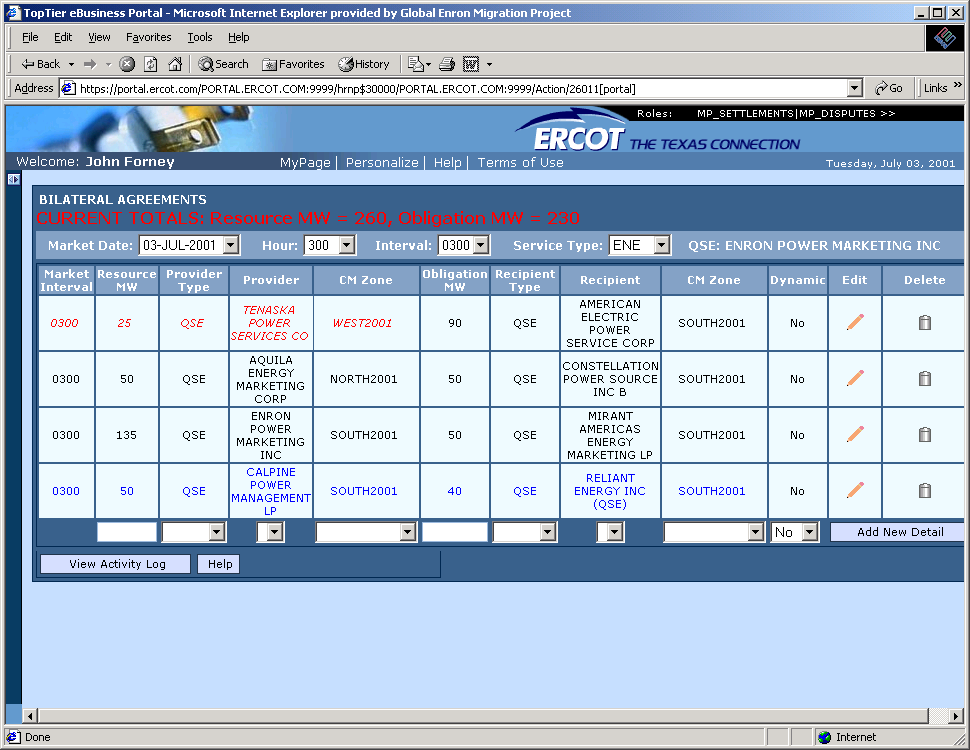 TopTier eBusiness Portal - Microsoft Internet Explorer provided by Global Enron Migration Project
File Edit View Favorites Tools Help
Back Search Favorites History
Address https://portal.ercot.com/PORTAL.ERCOT.COM:9999/hrnp$30000/PORTAL.ERCOT.COM:9999/Action/26011[portal] Go Links »
Roles: MP_SETTLEMENTS|MP_DISPUTES >>
ERCOT THE TEXAS CONNECTION
Welcome: John Forney MyPage | Personalize | Help | Terms of Use Tuesday, July 03, 2001
BILATERAL AGREEMENTS
CURRENT TOTALS: Resource MW = 260, Obligation MW = 230
Market Date: 03-JUL-2001 Hour: 300 Interval: 0300 Service Type: ENE QSE: ENRON POWER MARKETING INC
Market Resource Provider Obligation Recipient
Provider CM Zone Recipient CM Zone Dynamic Edit Delete
Interval MW Type MW Type
AMERICAN
TENASKA
ELECTRIC
0300 25 QSE POWER WEST2001 90 QSE SOUTH2001 No
POWER
SERVICES CO
SERVICE CORP
AQUILA
CONSTELLATION
ENERGY
0300 50 QSE NORTH2001 50 QSE POWER SOURCE SOUTH2001 No
MARKETING
INC B
CORP
ENRON MIRANT
POWER AMERICAS
0300 135 QSE SOUTH2001 50 QSE SOUTH2001 No
MARKETING ENERGY
INC MARKETING LP
CALPINE
RELIANT
POWER
0300 50 QSE SOUTH2001 40 QSE ENERGY INC SOUTH2001 No
MANAGEMENT
(QSE)
LP
No Add New Detail
View Activity Log Help
Done Internet